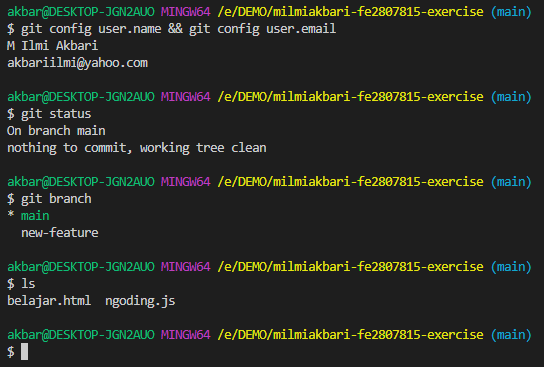 akbar@DESKTOP-JGN2AUO MINGW64 /e/DEMO/milmiakbari-fe2807815-exercise (main)
$ git config user.name && git config user.email
M Ilmi Akbari
akbariilmi@yahoo.com
akbar@DESKTOP-JGN2AUO MINGW64 /e/DEMO/milmiakbari-fe2807815-exercise (main)
$ git status
On branch main
nothing to commit, working tree clean
akbar@DESKTOP-JGN2AUO MINGW64 /e/DEMO/milmiakbari-fe2807815-exercise (main)
$ git branch
* main
  new-feature
akbar@DESKTOP-JGN2AUO MINGW64 /e/DEMO/milmiakbari-fe2807815-exercise (main)
$ ls
belajar.html  ngoding.js
akbar@DESKTOP-JGN2AUO MINGW64 /e/DEMO/milmiakbari-fe2807815-exercise (main)
$